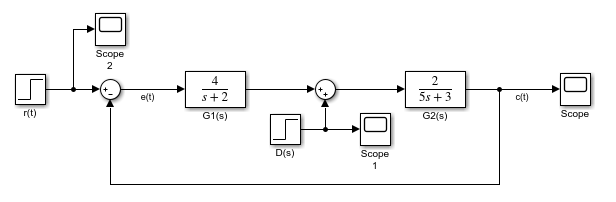 Scope
2
r(t)
+
−
e(t)
4
s + 2
G1(s)
+
+
D(s)
Scope
1
2
5s + 3
G2(s)
c(t)
Scope